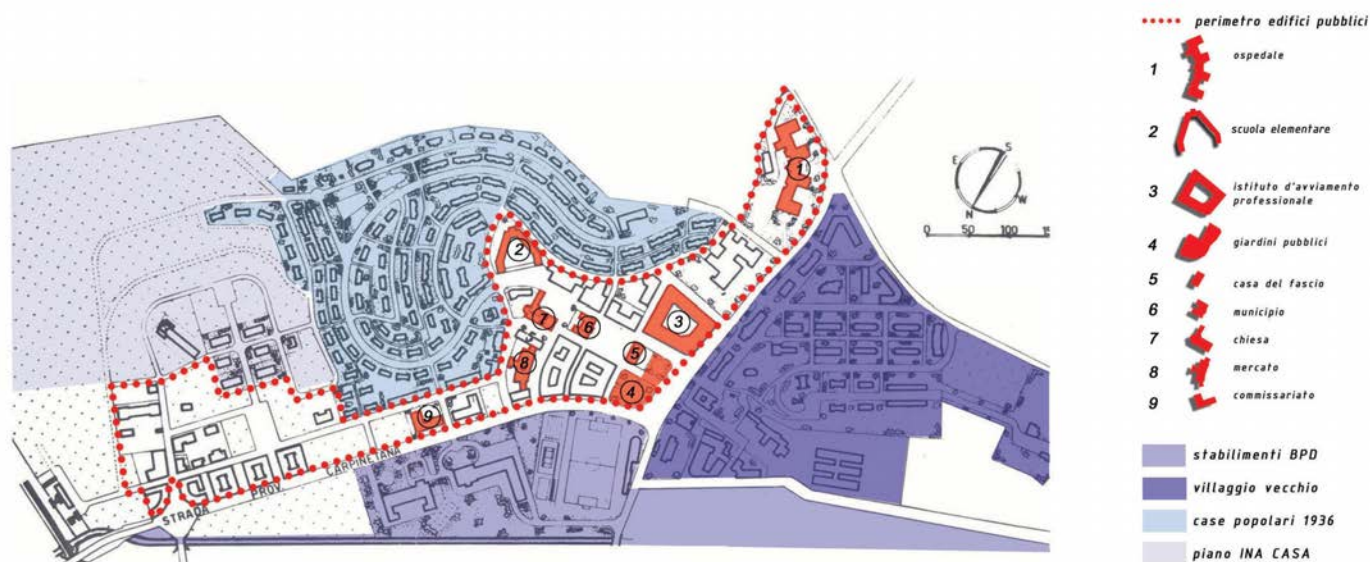 perimetro edifici pubblici
1 ospedale
2 scuola elementare
3 istituto d'avviamento
professionale
4 giardini pubblici
5 casa del fascio
6 municipio
7 chiesa
8 mercato
9 commissariato
stabilimenti BPD
villaggio vecchio
case popolari 1936
piano INA CASA
E S
N W
0 50 100
1
2
3
4
5
6
7
8
9
STRADA PROV. CARPINETANA